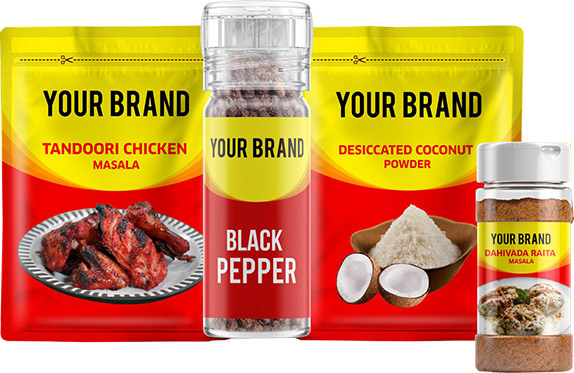 YOUR BRAND
TANDOORI CHICKEN
MASALA
YOUR BRAND
BLACK
PEPPER
YOUR BRAND
DESICCATED COCONUT
POWDER
YOUR BRAND
DAHIVADA RAITA
MASALA